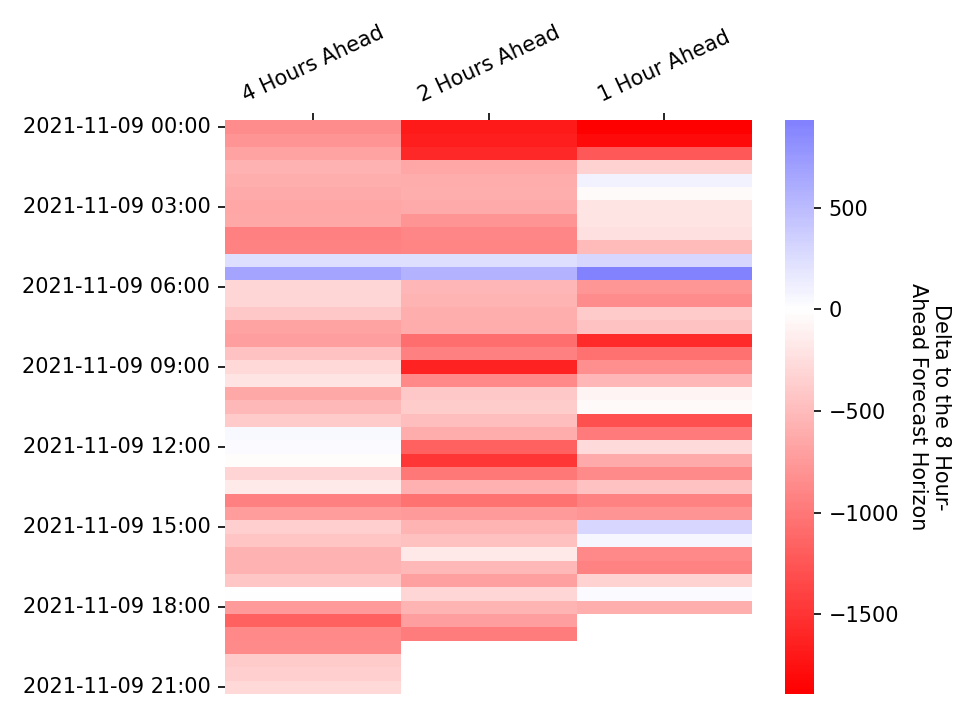 4 Hours Ahead
2 Hours Ahead
1 Hour Ahead
2021-11-09 00:00
2021-11-09 03:00
2021-11-09 06:00
2021-11-09 09:00
2021-11-09 12:00
2021-11-09 15:00
2021-11-09 18:00
2021-11-09 21:00
500
0
−500
−1000
−1500
Delta to the 8 Hour-
Ahead Forecast Horizon